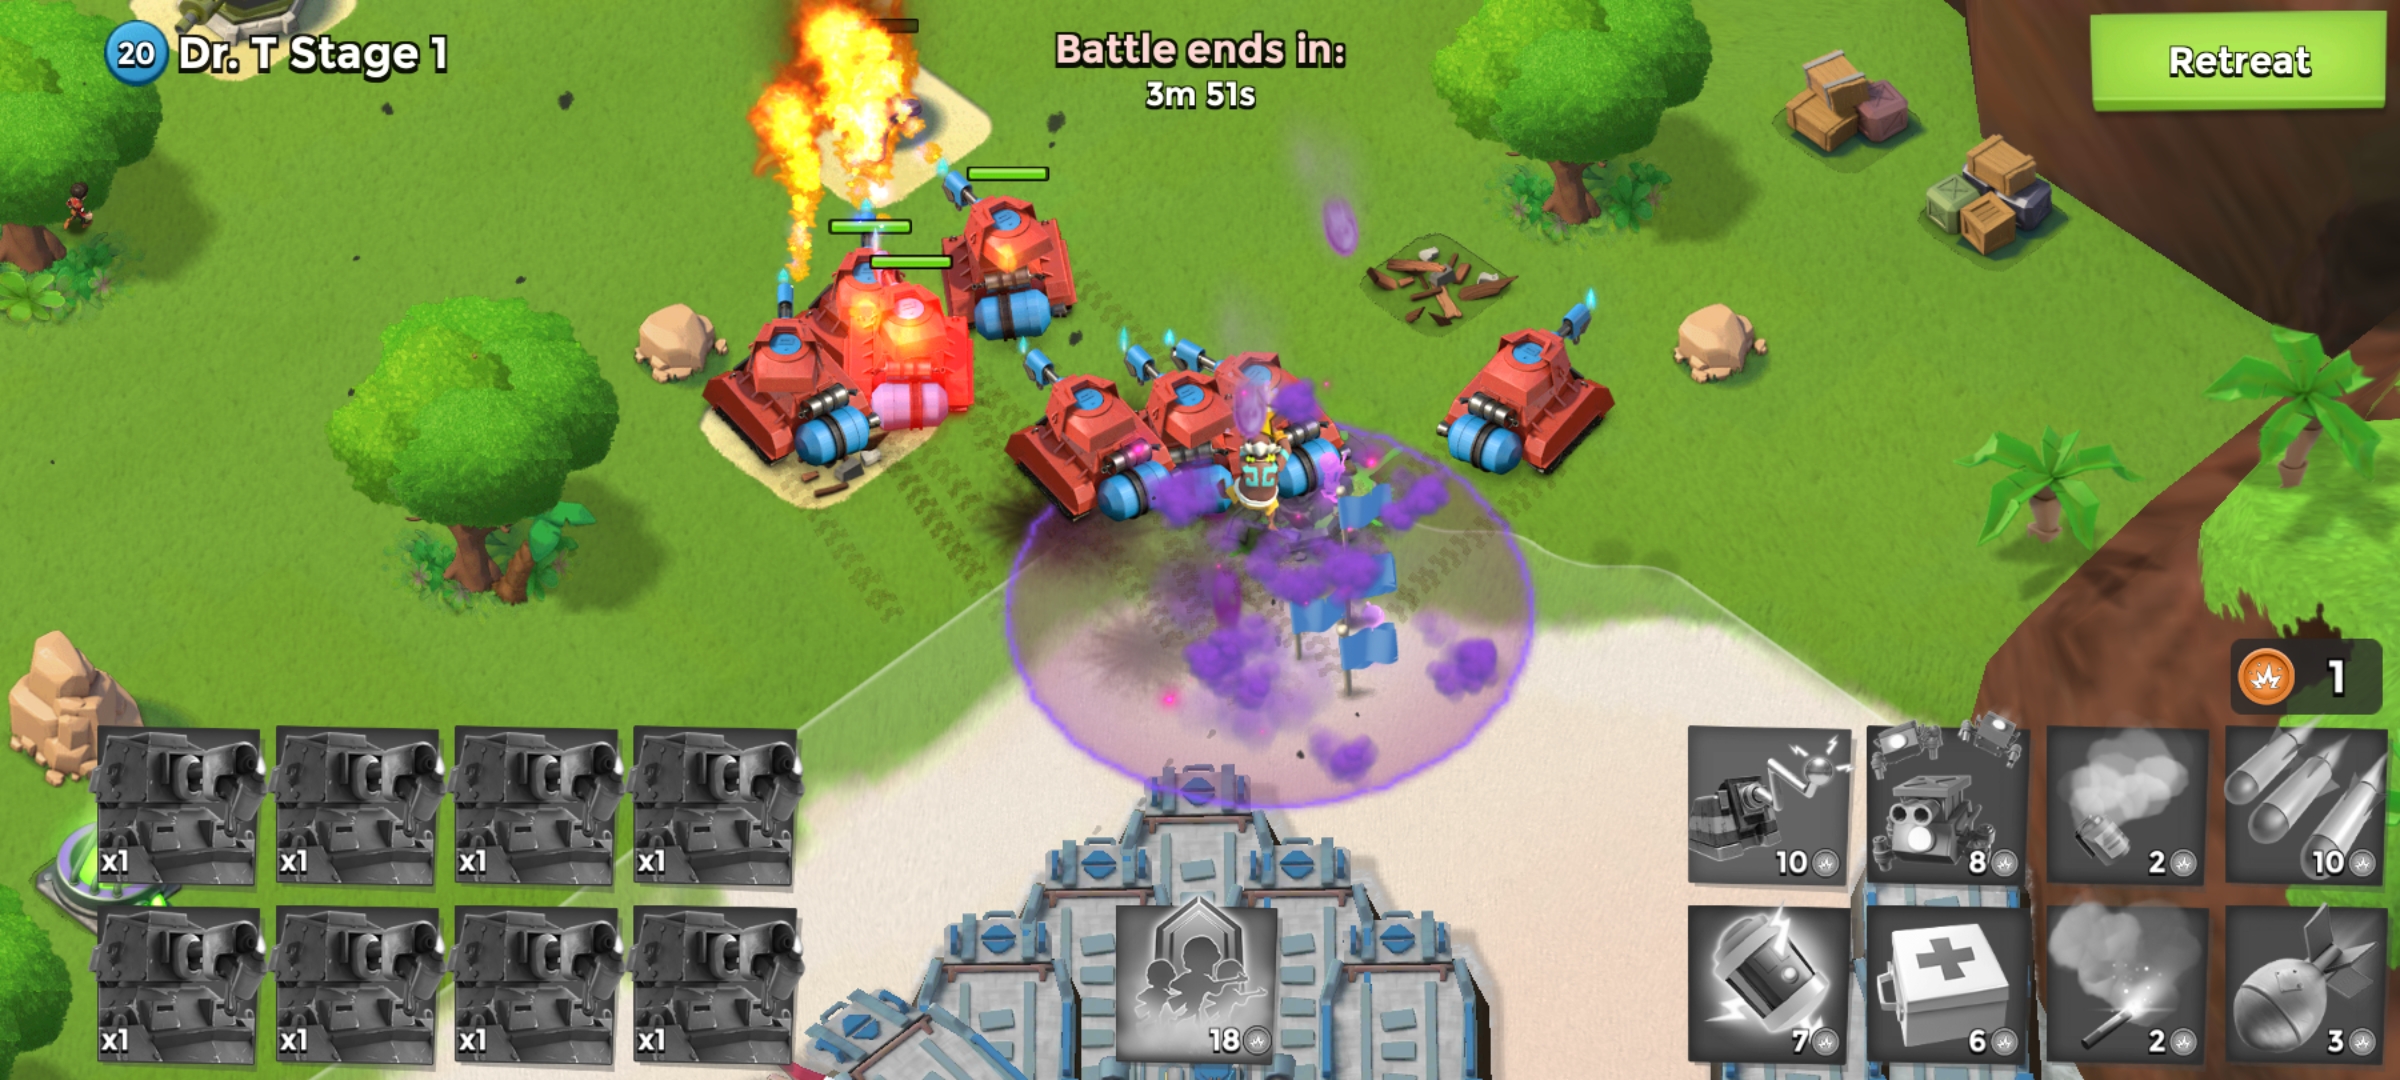 20 Dr. T Stage 1
Battle ends in:
3m 51s
Retreat
1
x1 x1 x1 x1
10 8 2 10
x1 x1 x1 x1
18
7 6 2 3